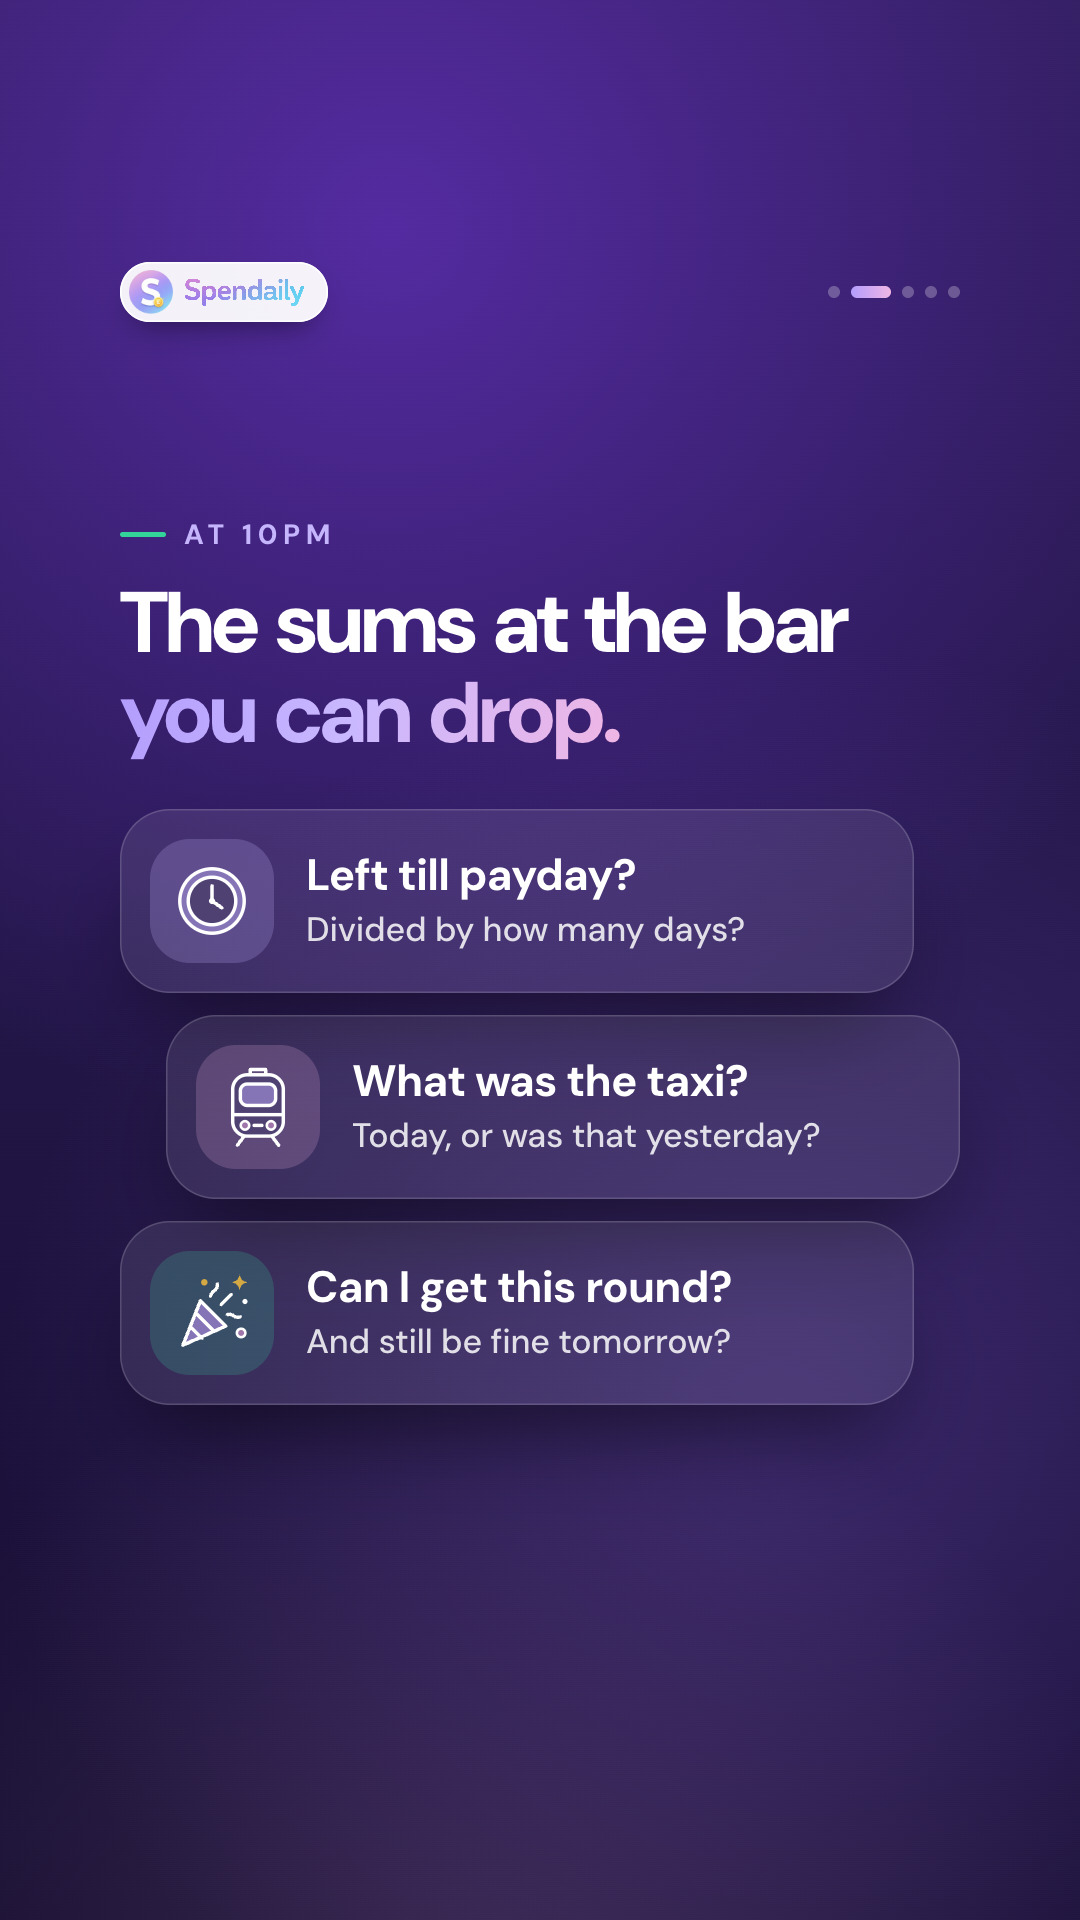 Spendaily
AT 10PM
The sums at the bar
you can drop.
Left till payday?
Divided by how many days?
What was the taxi?
Today, or was that yesterday?
Can I get this round?
And still be fine tomorrow?